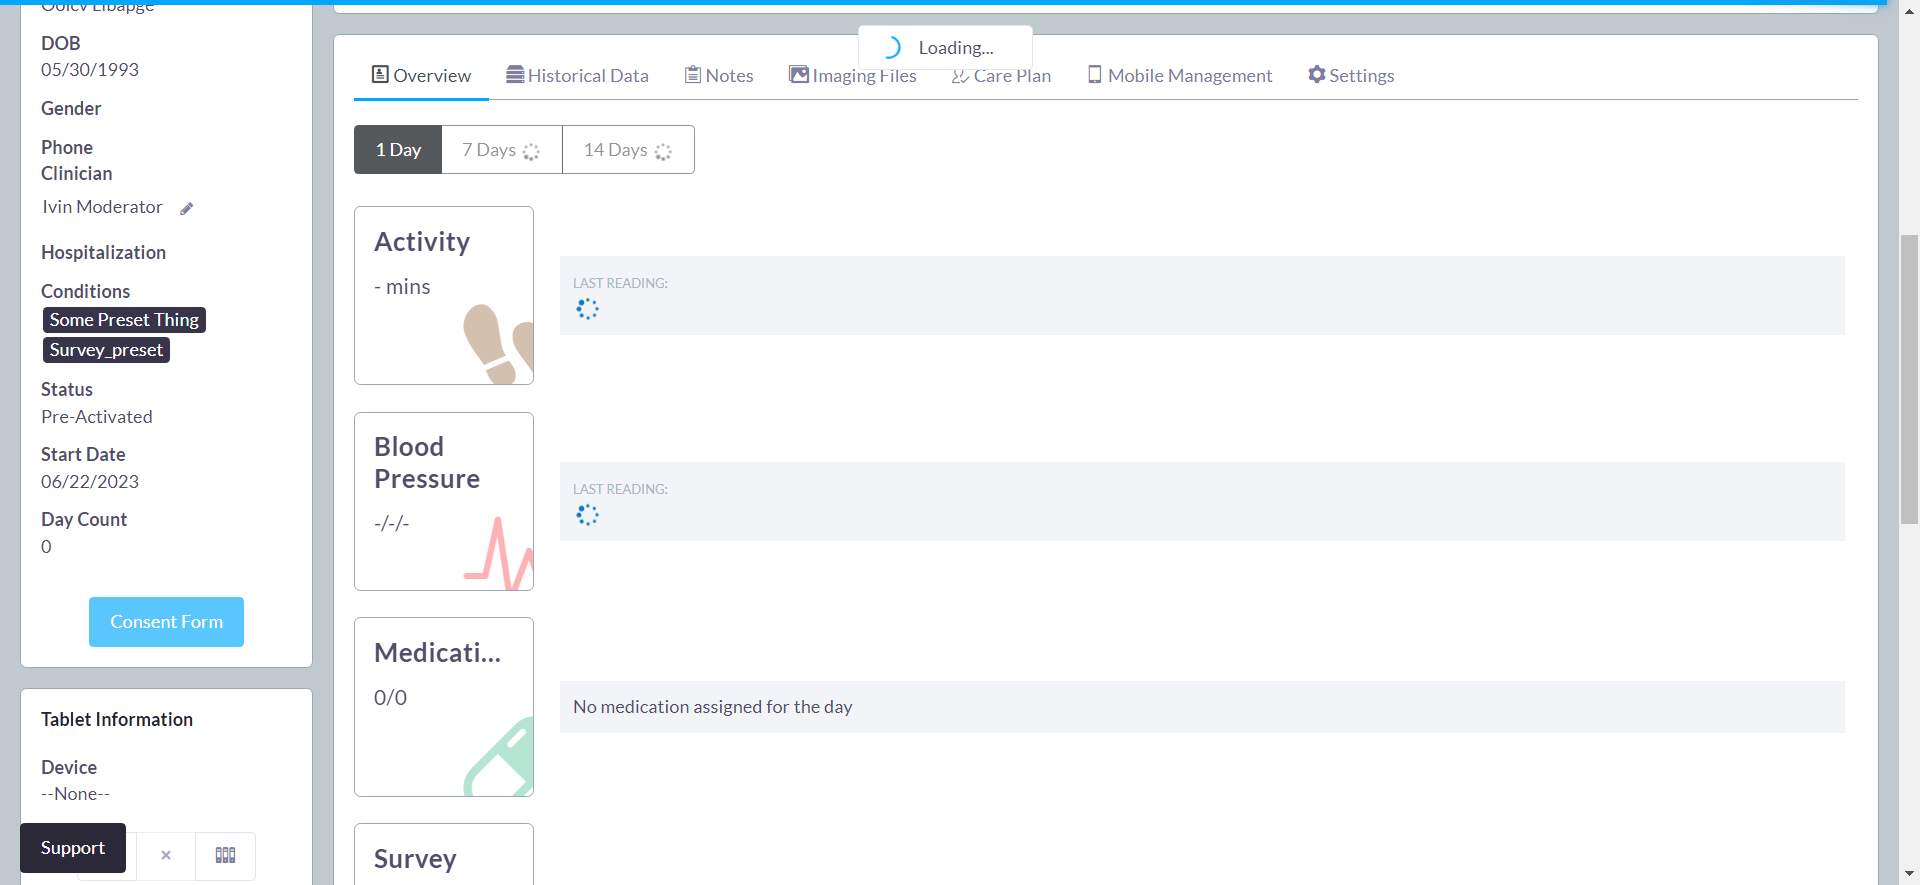 DOB
05/30/1993
Gender
Phone
Clinician
Ivin Moderator
Hospitalization
Conditions
Some Preset Thing
Survey_preset
Status
Pre-Activated
Start Date
06/22/2023
Day Count
0
Consent Form
Tablet Information
Device
--None--
Support
Loading...
Overview Historical Data Notes Imaging Files Care Plan Mobile Management Settings
1 Day 7 Days 14 Days
Activity
- mins
LAST READING:
Blood
Pressure
-/-/-
LAST READING:
Medicati...
0/0
No medication assigned for the day
Survey